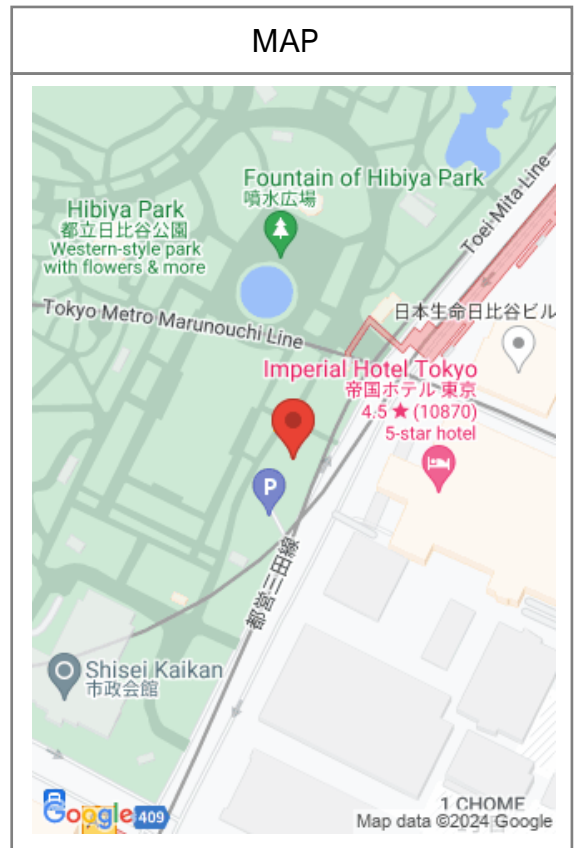 MAP
Toei Mita Line
Fountain of Hibiya Park
噴水広場
Hibiya Park
都立日比谷公園
Western-style park
with flowers & more
Tokyo Metro Marunouchi Line
日本生命日比谷ビル
Imperial Hotel Tokyo
帝国ホテル 東京
4.5 ★ (10870)
5-star hotel
P
都営三田線
Shisei Kaikan
市政会館
Google
409
1 CHOME
Map data ©2024 Google